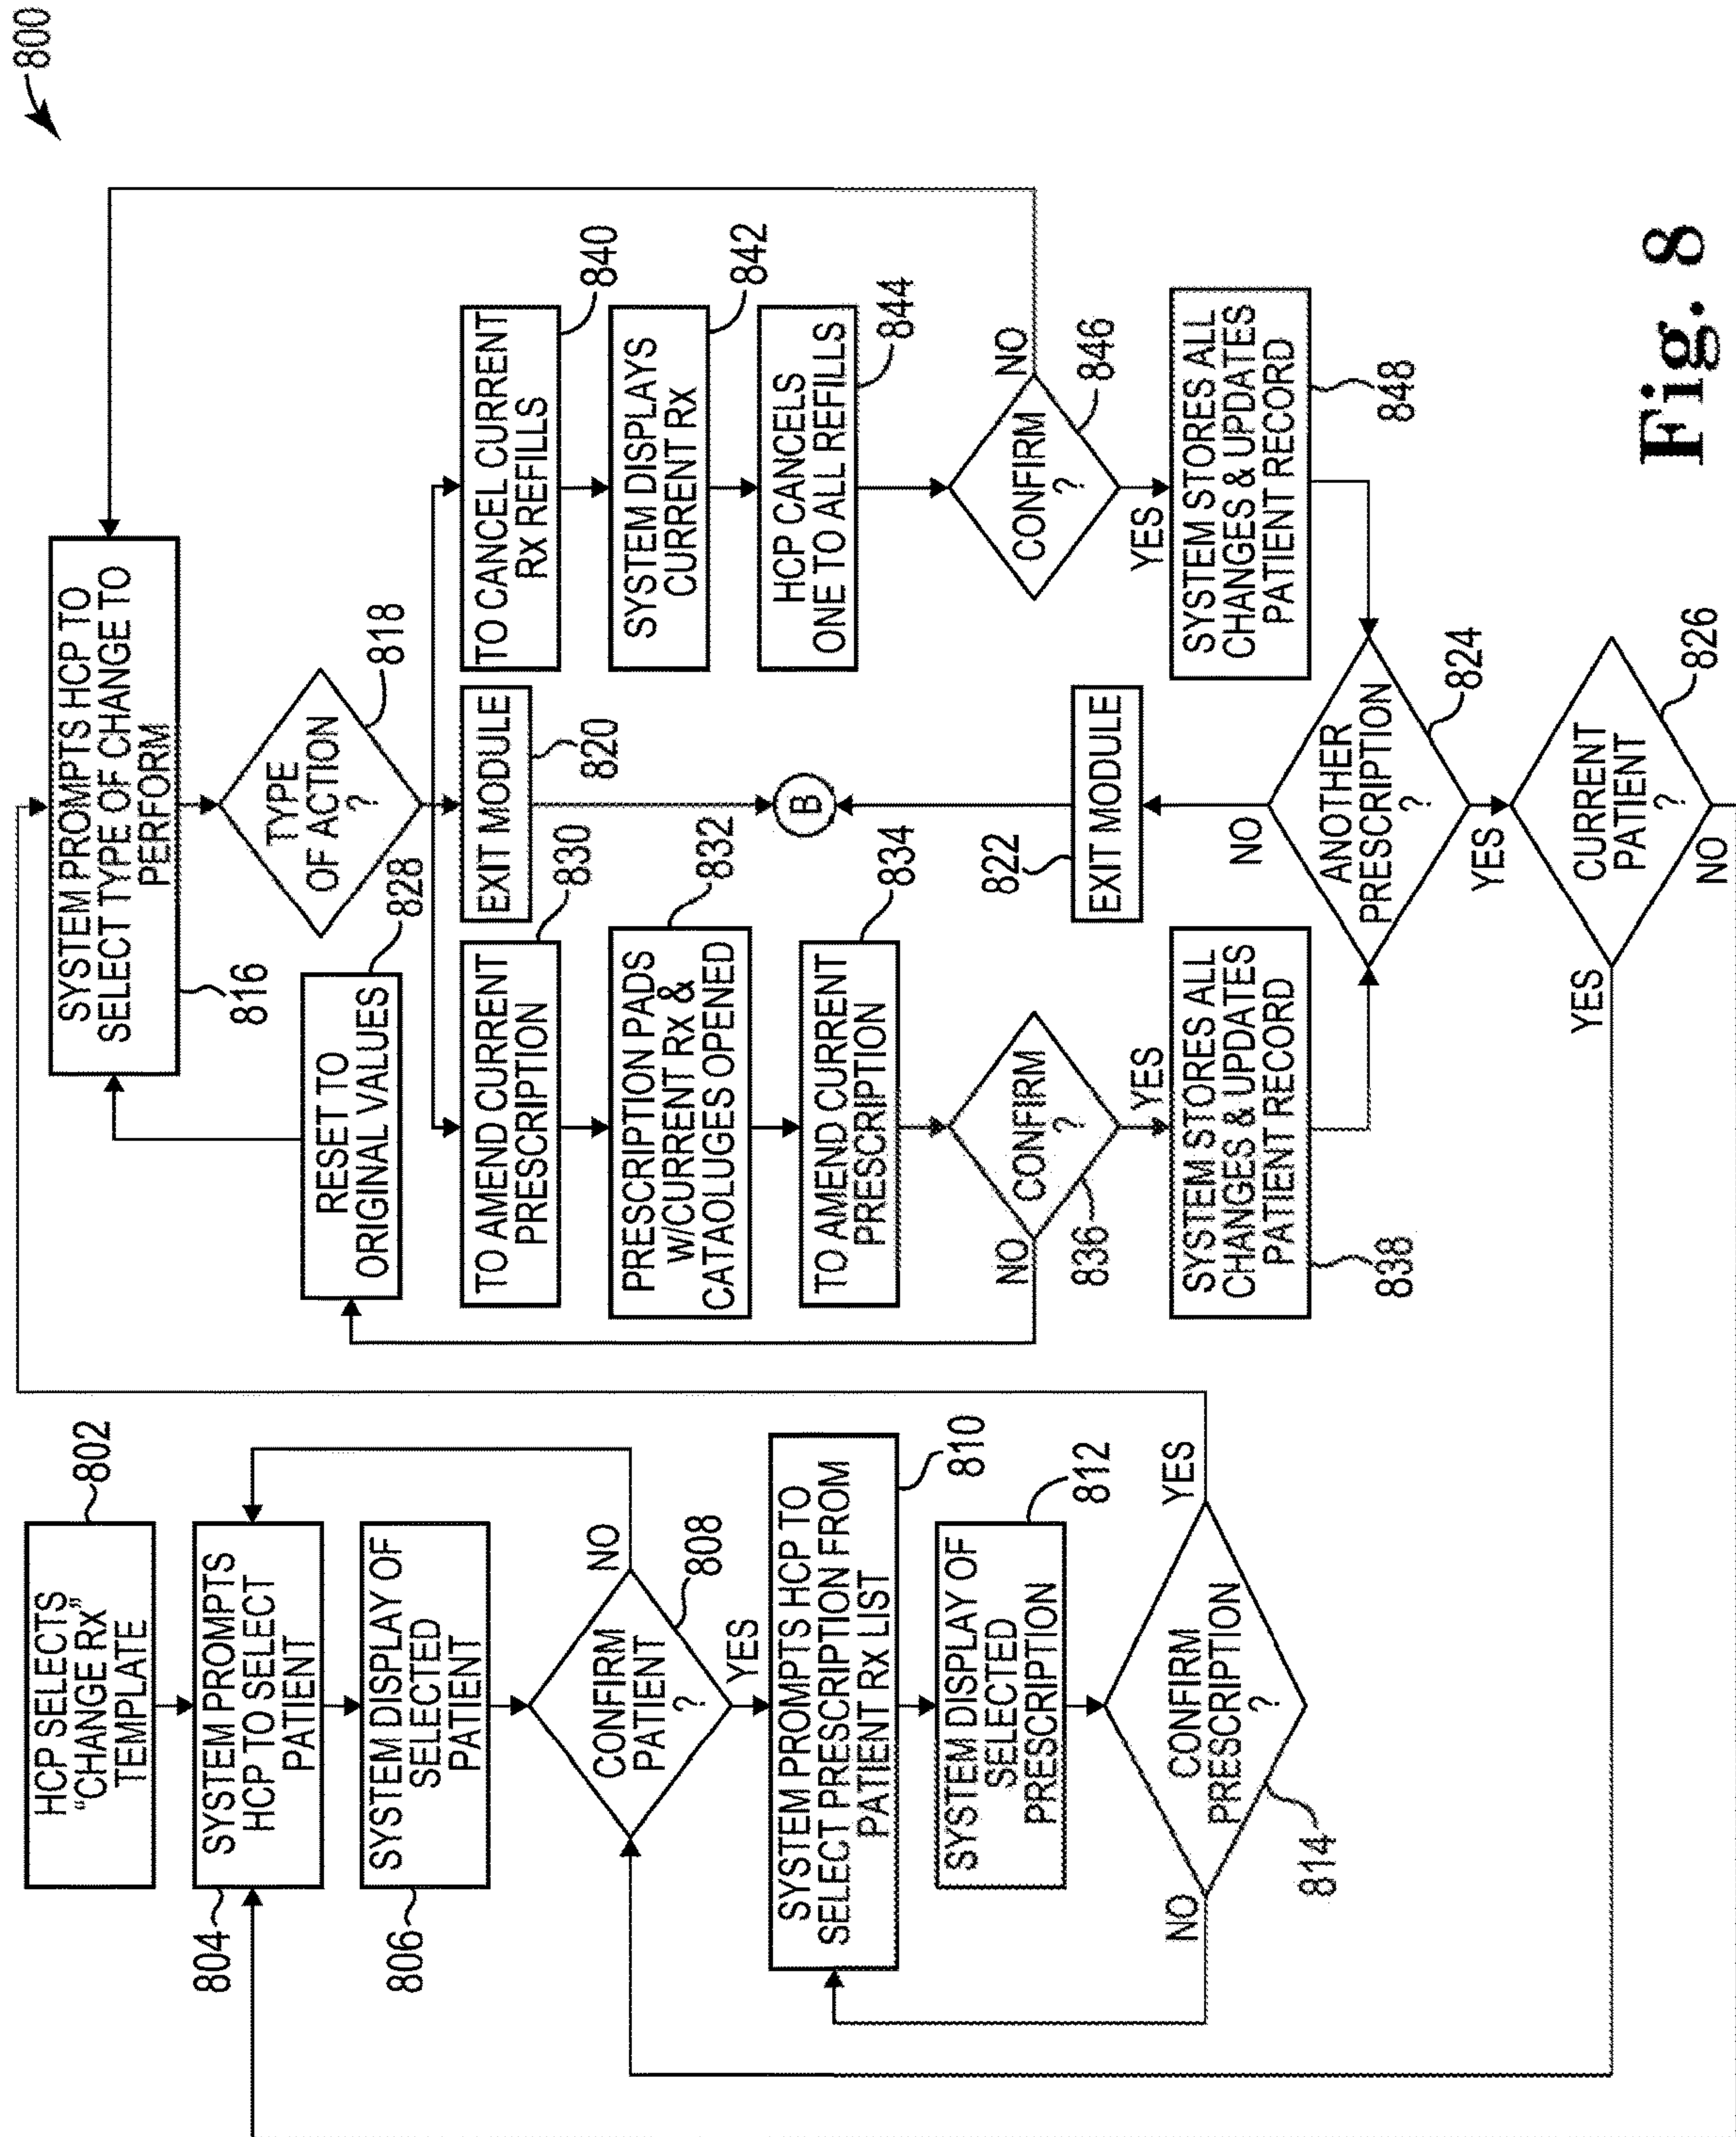 800
HCP SELECTS
“CHANGE Rx”
TEMPLATE
802
SYSTEM PROMPTS
HCP TO SELECT
PATIENT
804
SYSTEM DISPLAY OF
SELECTED
PATIENT
806
CONFIRM
PATIENT
?
808
NO
YES
SYSTEM PROMPTS HCP TO
SELECT PRESCRIPTION FROM
PATIENT Rx LIST
810
SYSTEM DISPLAY OF
SELECTED
PRESCRIPTION
812
CONFIRM
PRESCRIPTION
?
814
NO
YES
SYSTEM PROMPTS HCP TO
SELECT TYPE OF CHANGE TO
PERFORM
816
TYPE
OF ACTION
?
818
RESET TO
ORIGINAL VALUES
828
TO AMEND CURRENT
PRESCRIPTION
830
EXIT MODULE
820
TO CANCEL CURRENT
Rx REFILLS
840
PRESCRIPTION PADS
W/CURRENT Rx &
CATAOLUGES OPENED
832
SYSTEM DISPLAYS
CURRENT Rx
842
TO AMEND CURRENT
PRESCRIPTION
834
B
HCP CANCELS
ONE TO ALL REFILLS
844
CONFIRM
?
836
NO
YES
822
EXIT MODULE
CONFIRM
?
846
NO
YES
SYSTEM STORES ALL
CHANGES & UPDATES
PATIENT RECORD
838
SYSTEM STORES ALL
CHANGES & UPDATES
PATIENT RECORD
848
NO
ANOTHER
PRESCRIPTION
?
824
YES
CURRENT
PATIENT
?
826
YES
NO
Fig. 8